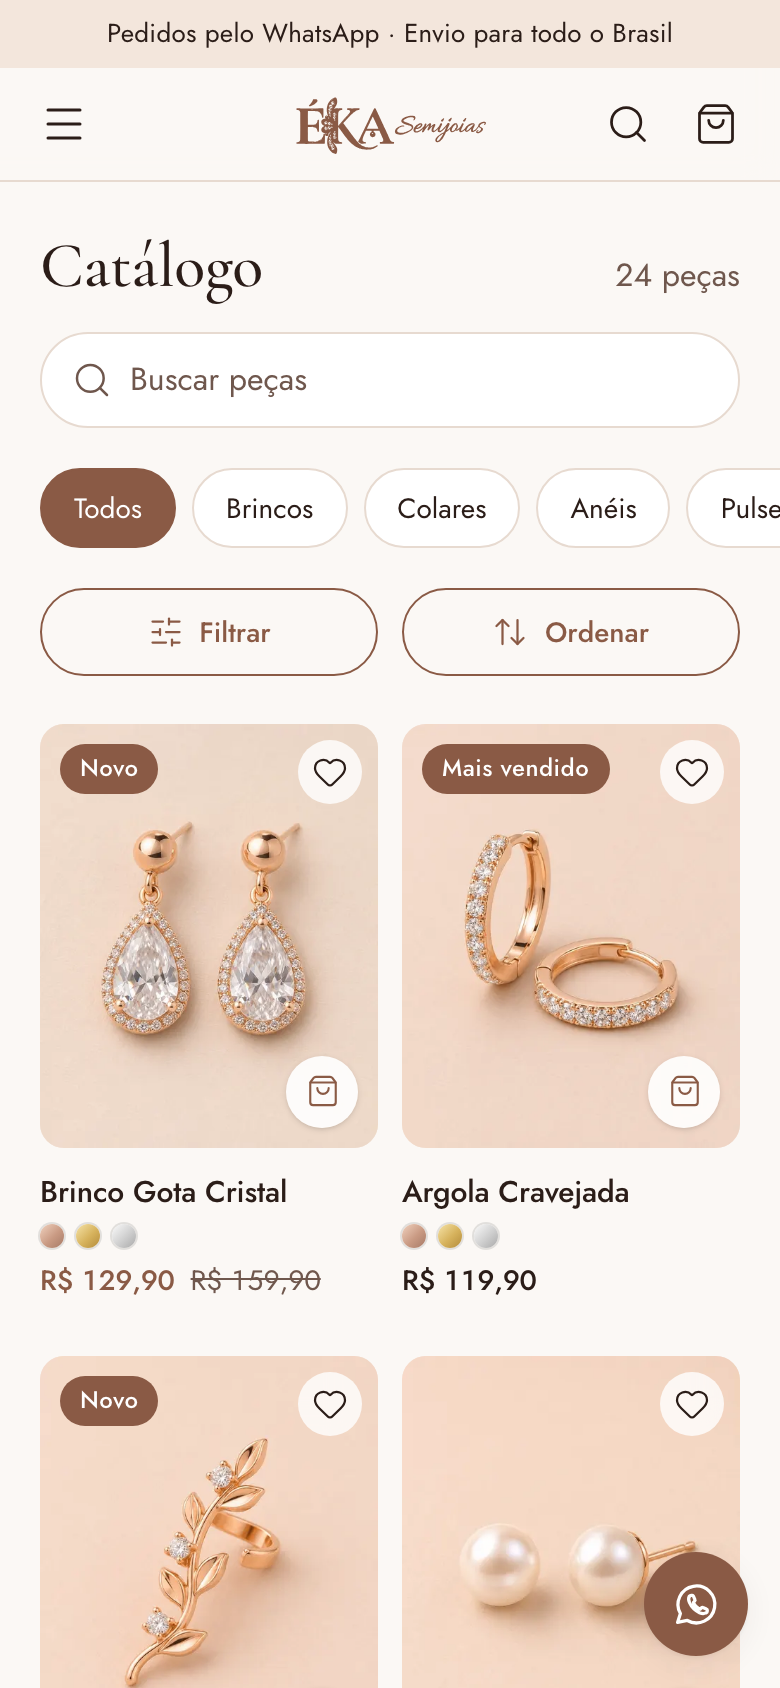 Pedidos pelo WhatsApp · Envio para todo o Brasil
ÉKA Semijoias
Catálogo
24 peças
Buscar peças
Todos
Brincos
Colares
Anéis
Pulse
Filtrar
Ordenar
Novo
Mais vendido
Brinco Gota Cristal
Argola Cravejada
R$ 129,90 R$ 159,90
R$ 119,90
Novo